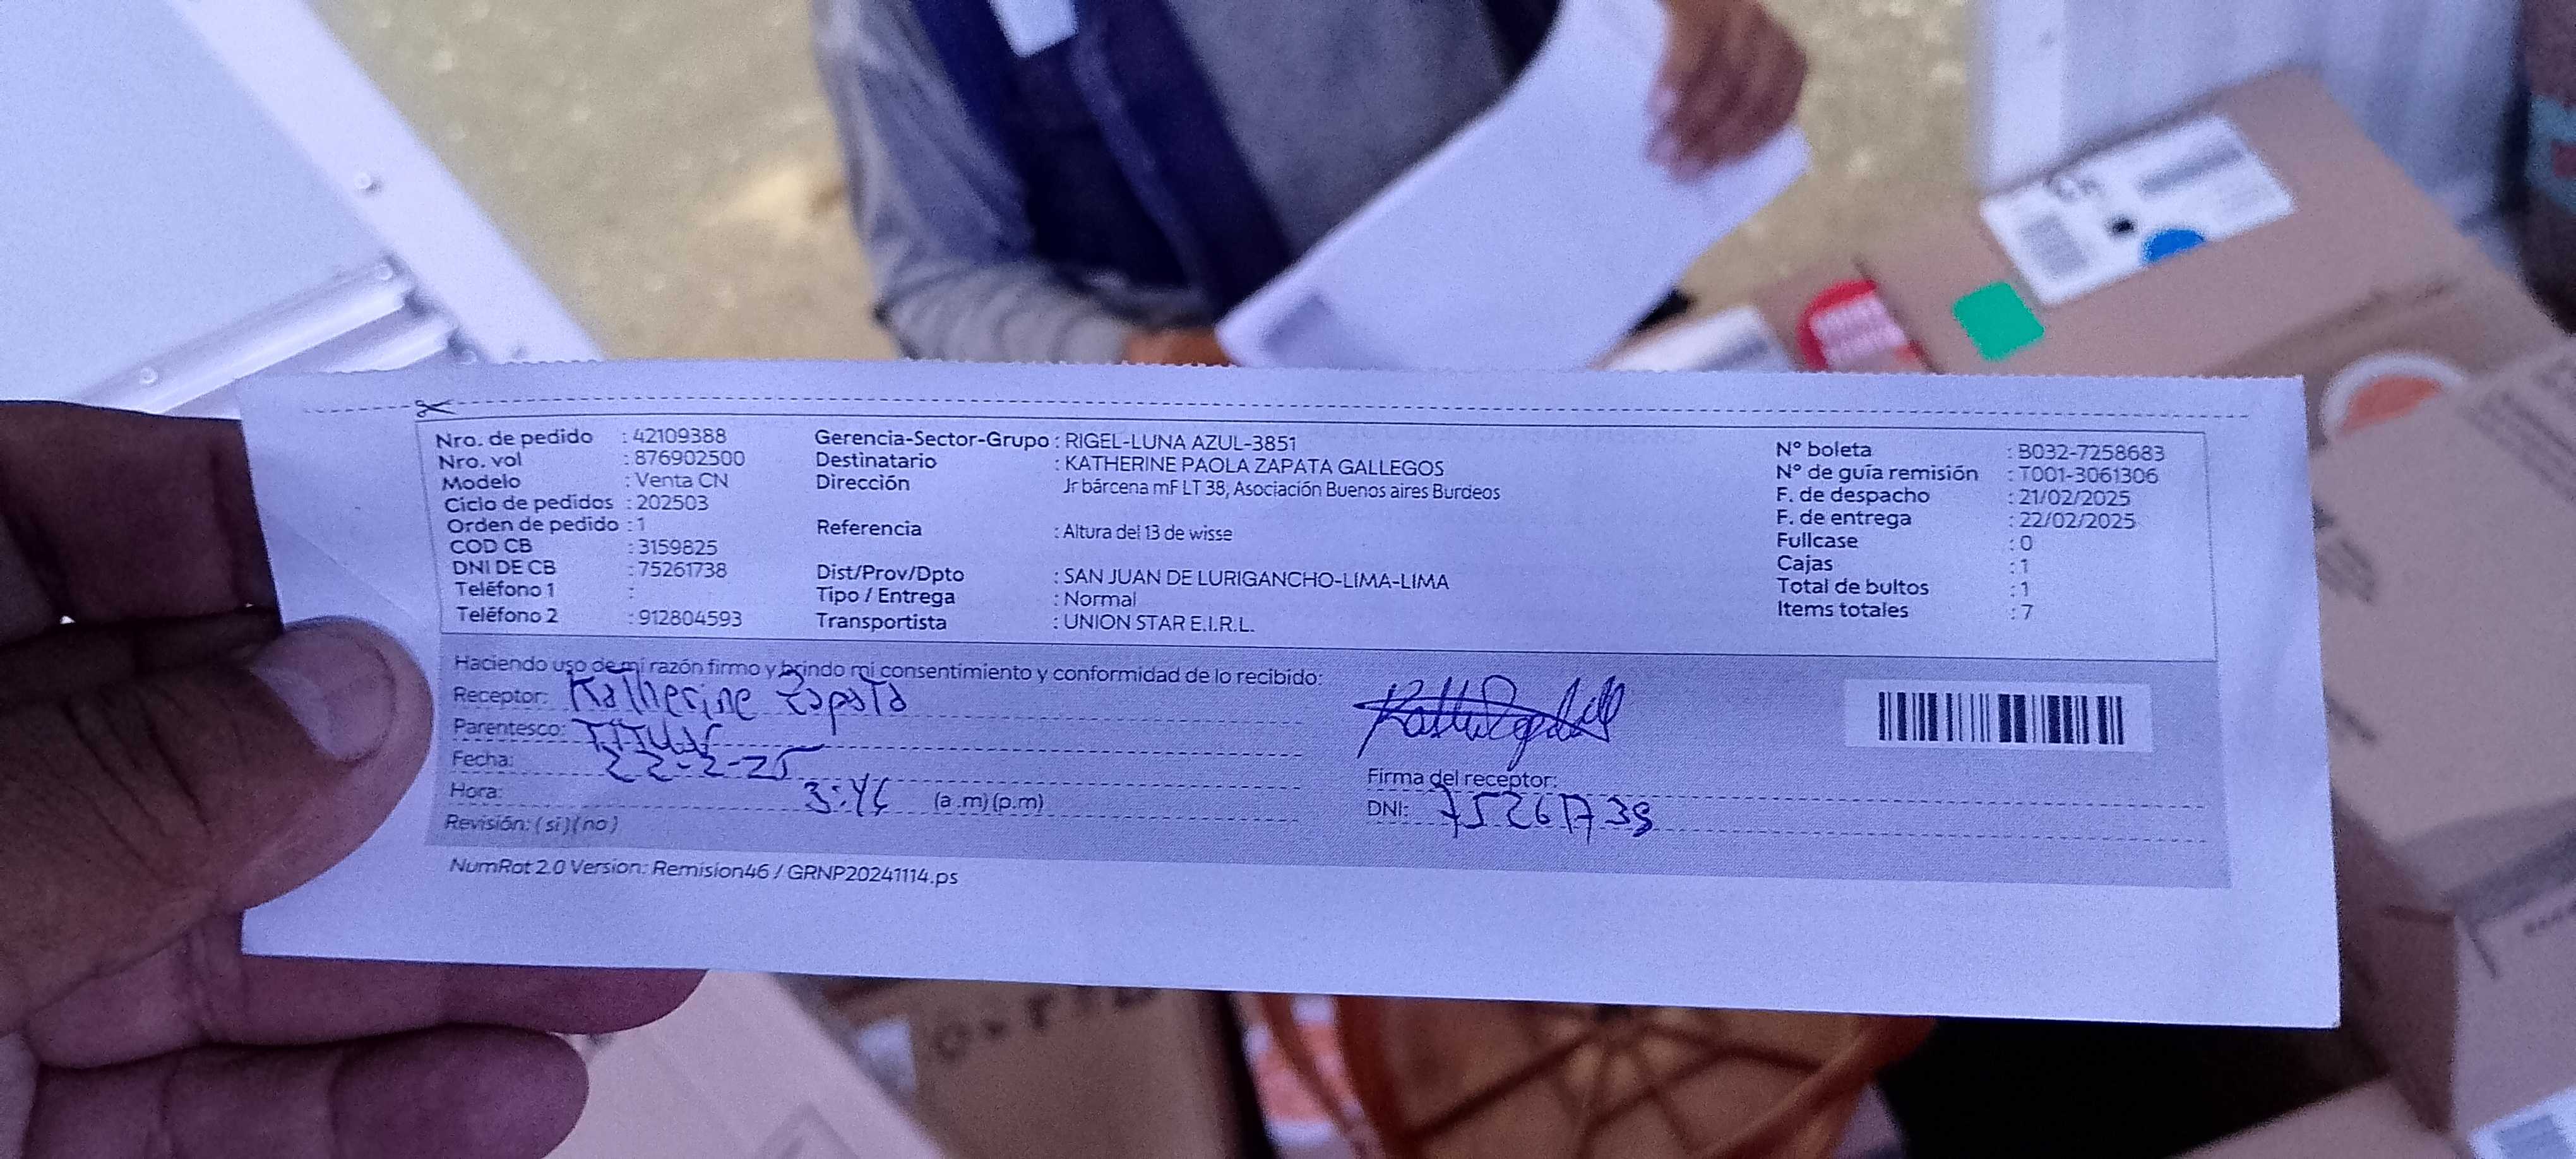 Nro. de pedido : 42109388
Nro. vol : 876902500
Modelo : Venta CN
Ciclo de pedidos : 202503
Orden de pedido : 1
COD CB : 3159825
DNI DE CB : 75261738
Teléfono 1 :
Teléfono 2 : 912804593
Gerencia-Sector-Grupo : RIGEL-LUNA AZUL-3851
Destinatario : KATHERINE PAOLA ZAPATA GALLEGOS
Dirección Jr bárcena mF LT 38, Asociación Buenos aires Burdeos
Referencia : Altura del 13 de wisse
Dist/Prov/Dpto : SAN JUAN DE LURIGANCHO-LIMA-LIMA
Tipo / Entrega : Normal
Transportista : UNION STAR E.I.R.L.
N° boleta : B032-7258683
N° de guía remisión : T001-3061306
F. de despacho : 21/02/2025
F. de entrega : 22/02/2025
Fullcase : 0
Cajas : 1
Total de bultos : 1
Items totales : 7
Haciendo uso de mi razón firmo y brindo mi consentimiento y conformidad de lo recibido:
Receptor: Katherine Zapata
Parentesco:
Fecha: 22-2-25
Hora: (a.m)(p.m)
Revisión: (si)(no)
Firma del receptor:
DNI: 75261738
NumRot 2.0 Version: Remision46 / GRNP20241114.ps